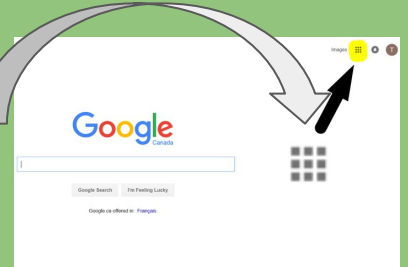 Images
T
Google
Canada
Google Search I'm Feeling Lucky
Google.ca offered in: Français